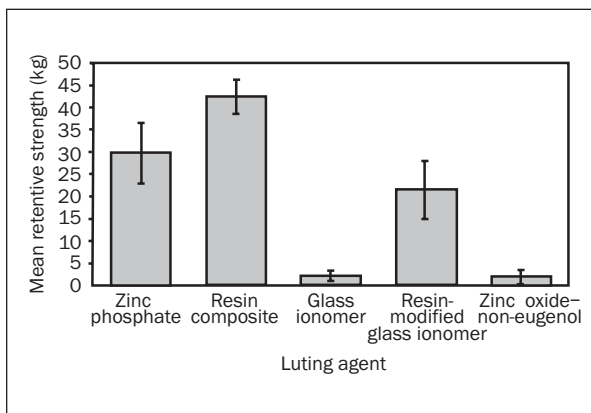 Mean retentive strength (kg)
50
45
40
35
30
25
20
15
10
5
0
Zinc phosphate
Resin composite
Glass ionomer
Resin-modified glass ionomer
Zinc oxide–non-eugenol
Luting agent